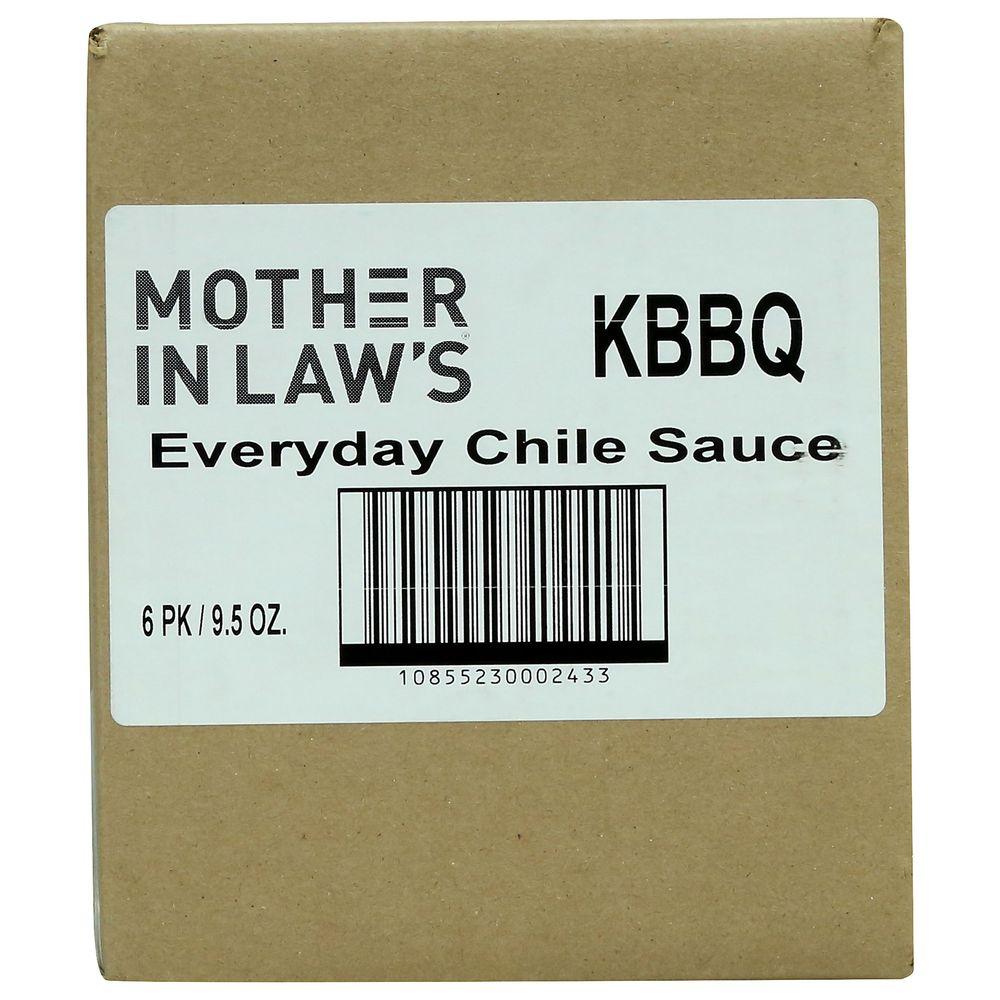 MOTHER
IN LAW'S®
KBBQ
Everyday Chile Sauce
6 PK / 9.5 OZ.
10855230002433